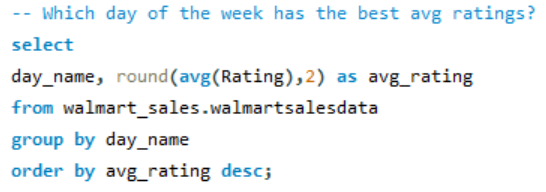 -- Which day of the week has the best avg ratings?
select
day_name, round(avg(Rating),2) as avg_rating
from walmart_sales.walmartsalesdata
group by day_name
order by avg_rating desc;